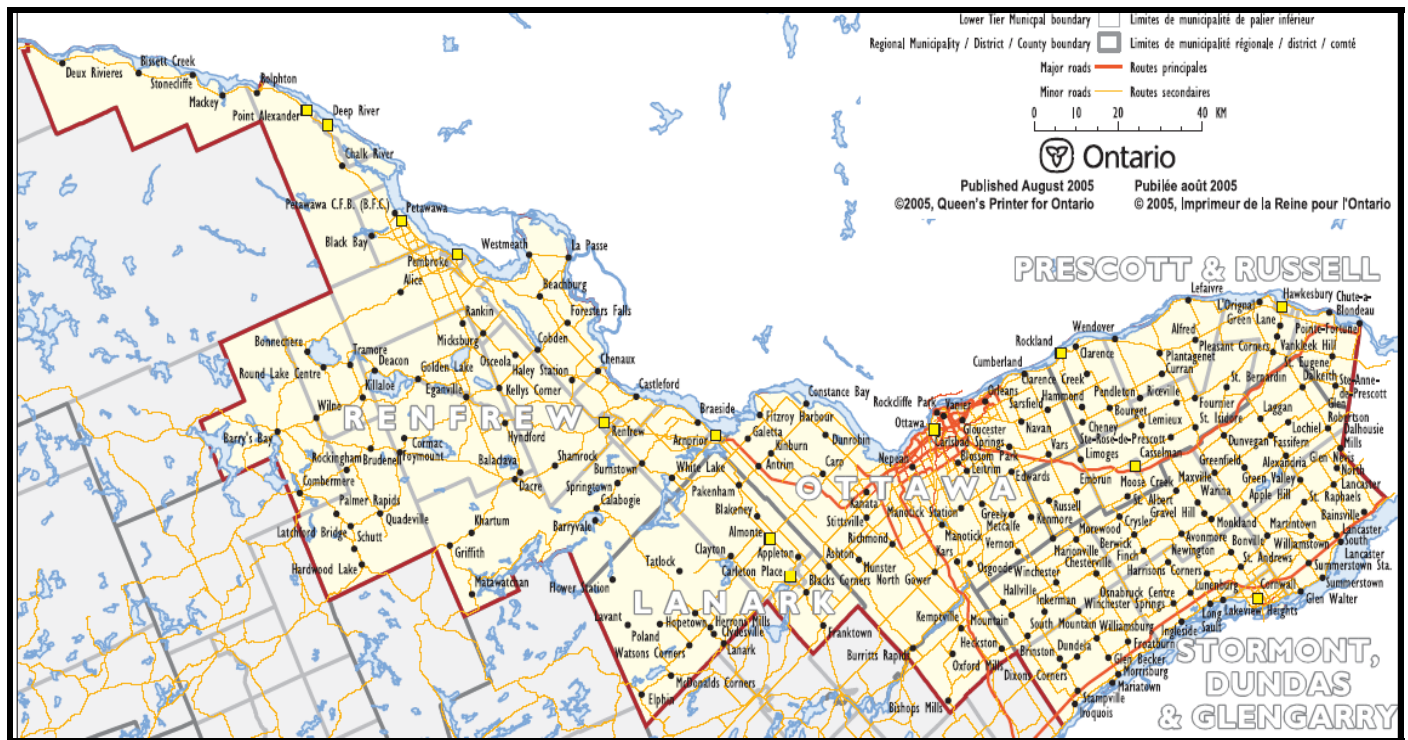 Lower Tier Municpal boundary
Limites de municipalité de palier inférieur
Regional Municipality / District / County boundary
Limites de municipalité régionale / district / comté
Major roads
Routes principales
Minor roads
Routes secondaires
0 10 20 40 KM
Ontario
Published August 2005
Publiée août 2005
©2005, Queen's Printer for Ontario
© 2005, Imprimeur de la Reine pour l'Ontario
PRESCOTT & RUSSELL
RENFREW
OTTAWA
LANARK
STORMONT,
DUNDAS
& GLENGARRY
Deux Rivieres
Bissett Creek
Stonecliffe
Mackey
Rolphton
Point Alexander
Deep River
Chalk River
Petawawa C.F.B. (B.F.C.)
Petawawa
Black Bay
Pembroke
Alice
Westmeath
La Passe
Beachburg
Foresters Falls
Rankin
Micksburg
Cobden
Osceola
Haley Station
Chenaux
Bonnechere
Tramore
Deacon
Round Lake Centre
Killaloe
Golden Lake
Eganville
Kellys Corner
Castleford
Braeside
Wilno
Barry's Bay
Cormac
Foymount
Hyndford
Renfrew
Arnprior
Rockingham
Brudenell
Combermere
Balaclava
Shamrock
Burnstown
White Lake
Palmer Rapids
Dacre
Springtown
Calabogie
Quadeville
Latchford Bridge
Schutt
Khartum
Barryvale
Hardwood Lake
Griffith
Matawatchan
Constance Bay
Fitzroy Harbour
Galetta
Kinburn
Dunrobin
Antrim
Carp
Pakenham
Blakeney
Almonte
Clayton
Appleton
Tatlock
Carleton Place
Blacks Corners
Ashton
Flower Station
Lavant
Poland
Hopetown
Herrons Mills
Clydesville
Watsons Corners
Lanark
McDonalds Corners
Elphin
Franktown
Kanata
Stittsville
Richmond
Munster
North Gower
Burritts Rapids
Kemptville
Bishops Mills
Oxford Mills
Heckston
Mountain
Rockcliffe Park
Vanier
Ottawa
Orleans
Gloucester
Nepean
Carlsbad Springs
Blossom Park
Leitrim
Manotick Station
Manotick
Kars
Greely
Metcalfe
Vernon
Osgoode
Edwards
Kenmore
Russell
Cumberland
Sarsfield
Navan
Vars
Rockland
Clarence
Clarence Creek
Hammond
Wendover
Pendleton
Bourget
Cheney
Ste-Rose-de-Prescott
Limoges
Embrun
Casselman
Lefaivre
L'Orignal
Hawkesbury
Chute-a-
Blondeau
Pointe-Fortune
Alfred
Green Lane
Plantagenet
Pleasant Corners
Vankleek Hill
Curran
St. Eugene
Riceville
Lemieux
Fournier
St. Isidore
St. Bernardin
Dalkeith
Ste-Anne-
de-Prescott
Glen
Robertson
Laggan
Lochiel
Dalhousie
Mills
Dunvegan
Fassifern
Greenfield
Alexandria
Glen Nevis
Green Valley
North
Lancaster
Apple Hill
St. Raphaels
Bainsville
Maxville
Moose Creek
St. Albert
Gravel Hill
Monkland
Martintown
Lancaster
Morewood
Crysler
Berwick
Finch
Avonmore
Bonville
Williamstown
South
Lancaster
Marionville
Chesterville
Newington
St. Andrews
Summerstown Sta.
Summerstown
Winchester
Harrisons Corners
Lunenburg
Cornwall
Glen Walter
Hallville
Inkerman
Osnabruck Centre
Winchester Springs
Lakeview Heights
Long
Sault
Ingleside
South Mountain
Williamsburg
Froatburn
Brinston
Dundela
Glen Becker
Morrisburg
Dixons Corners
Mariatown
Stampville
Iroquois